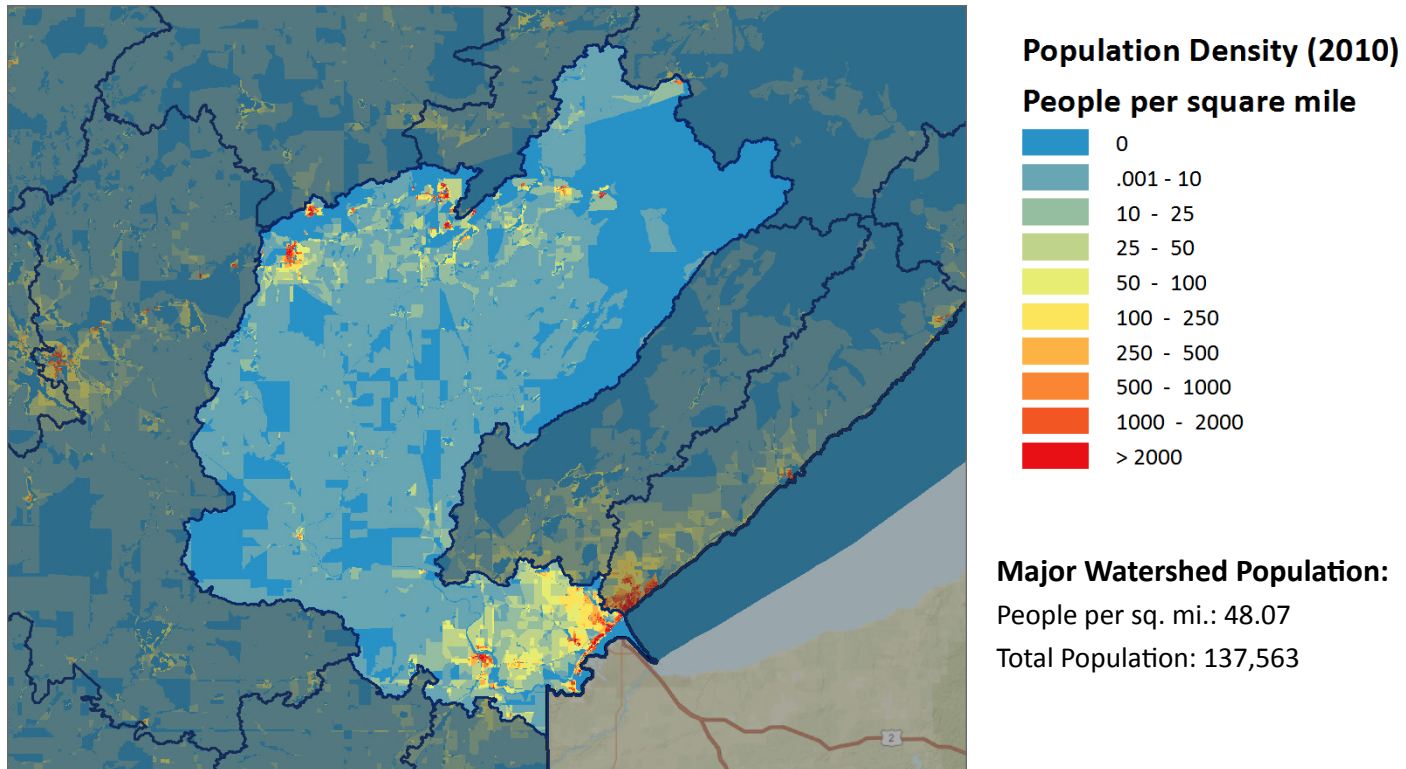 Population Density (2010)
People per square mile
0
.001 - 10
10 - 25
25 - 50
50 - 100
100 - 250
250 - 500
500 - 1000
1000 - 2000
> 2000
Major Watershed Population:
People per sq. mi.: 48.07
Total Population: 137,563
2